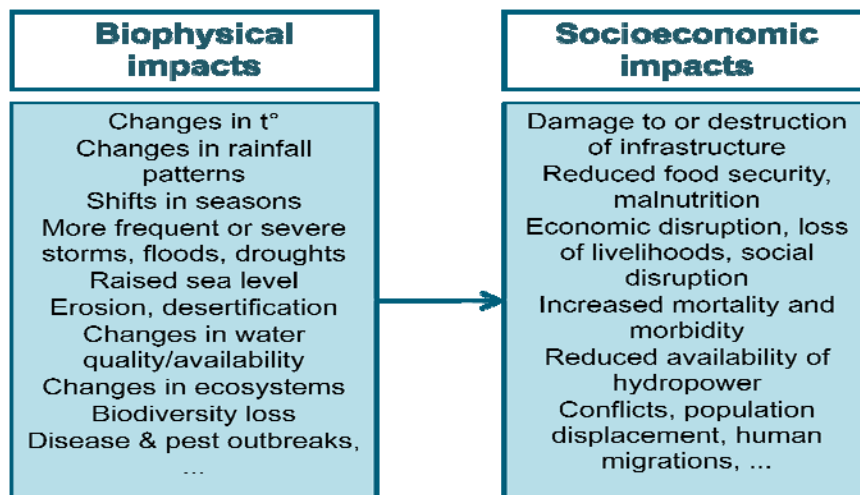 Biophysical
impacts
Changes in t°
Changes in rainfall
patterns
Shifts in seasons
More frequent or severe
storms, floods, droughts
Raised sea level
Erosion, desertification
Changes in water
quality/availability
Changes in ecosystems
Biodiversity loss
Disease & pest outbreaks,
...
Socioeconomic
impacts
Damage to or destruction
of infrastructure
Reduced food security,
malnutrition
Economic disruption, loss
of livelihoods, social
disruption
Increased mortality and
morbidity
Reduced availability of
hydropower
Conflicts, population
displacement, human
migrations, ...